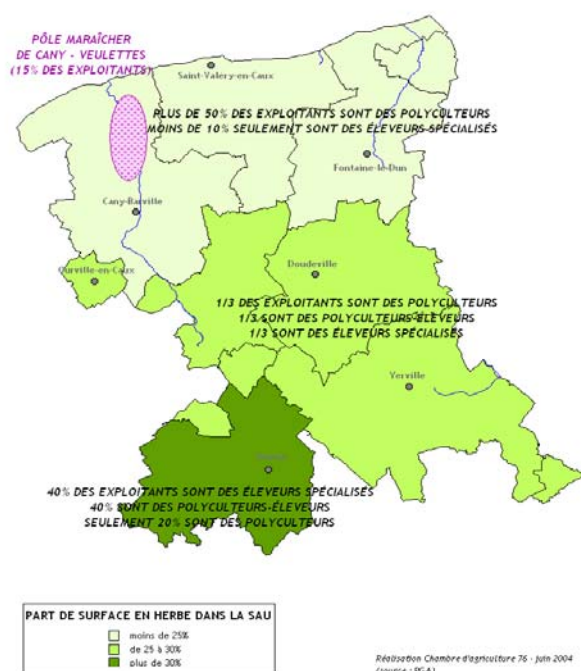 PÔLE MARAÎCHER
DE CANY - VEULETTES
(15% DES EXPLOITANTS)
Saint-Valery-en-Caux
PLUS DE 50% DES EXPLOITANTS SONT DES POLYCULTEURS
MOINS DE 10% SEULEMENT SONT DES ÉLEVEURS SPÉCIALISÉS
Fontaine-le-Dun
Cany-Barville
Ourville-en-Caux
Doudeville
1/3 DES EXPLOITANTS SONT DES POLYCULTEURS
1/3 SONT DES POLYCULTEURS-ÉLEVEURS
1/3 SONT DES ÉLEVEURS SPÉCIALISÉS
Yerville
40% DES EXPLOITANTS SONT DES ÉLEVEURS SPÉCIALISES
40% SONT DES POLYCULTEURS-ÉLEVEURS
SEULEMENT 20% SONT DES POLYCULTEURS
PART DE SURFACE EN HERBE DANS LA SAU
moins de 25%
de 25 à 30%
plus de 30%
Réalisation Chambre d'agriculture 76 - juin 2004
(source : RGA)